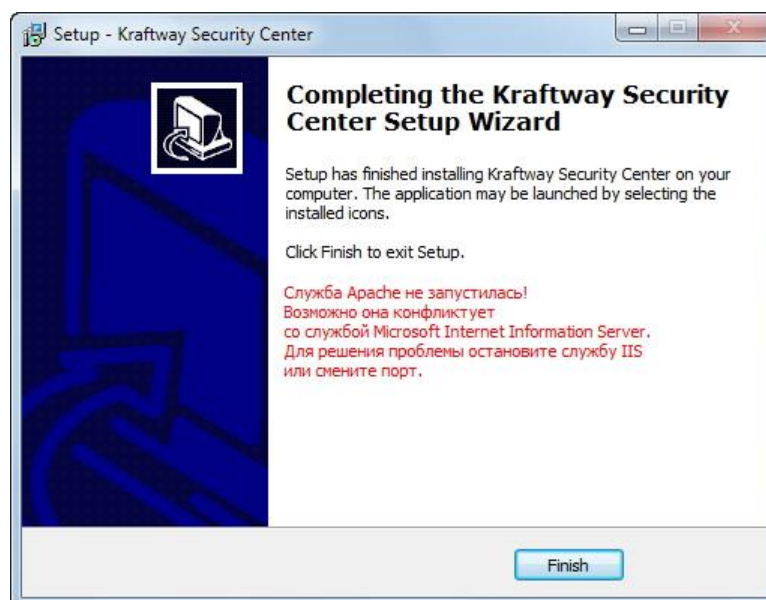 Setup - Kraftway Security Center
Completing the Kraftway Security
Center Setup Wizard
Setup has finished installing Kraftway Security Center on your
computer. The application may be launched by selecting the
installed icons.
Click Finish to exit Setup.
Служба Apache не запустилась!
Возможно она конфликтует
со службой Microsoft Internet Information Server.
Для решения проблемы остановите службу IIS
или смените порт.
Finish